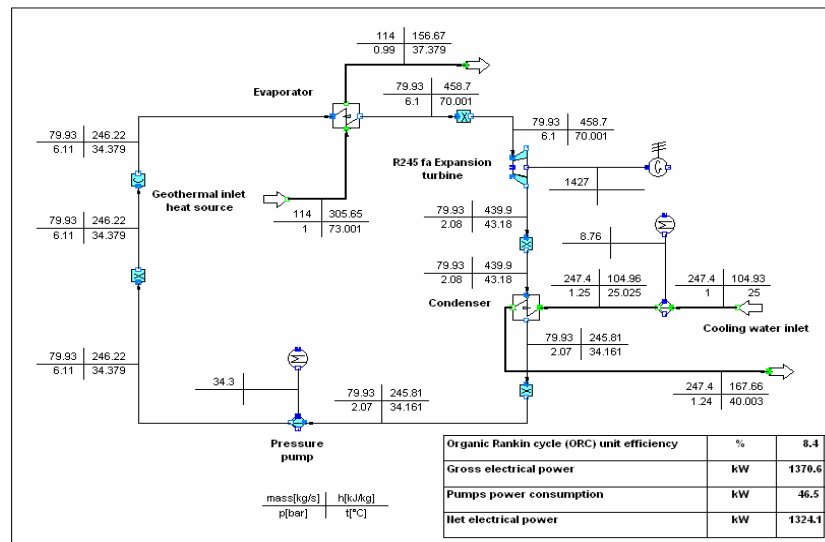 114 156.67
0.99 37.379
Evaporator
79.93 458.7
6.1 70.001
79.93 458.7
6.1 70.001
79.93 246.22
6.11 34.379
R245 fa Expansion
turbine
G
1427
Geothermal inlet
heat source
79.93 246.22
6.11 34.379
114 305.65
1 73.001
79.93 439.9
2.08 43.18
M
8.76
79.93 439.9
2.08 43.18
Condenser
247.4 104.96
1.25 25.025
247.4 104.93
1 25
Cooling water inlet
79.93 246.22
6.11 34.379
79.93 245.81
2.07 34.161
M
34.3
79.93 245.81
2.07 34.161
247.4 167.66
1.24 40.003
Pressure
pump
mass[kg/s] h[kJ/kg]
p[bar] t[°C]
Organic Rankin cycle (ORC) unit efficiency % 8.4
Gross electrical power kW 1370.6
Pumps power consumption kW 46.5
Net electrical power kW 1324.1